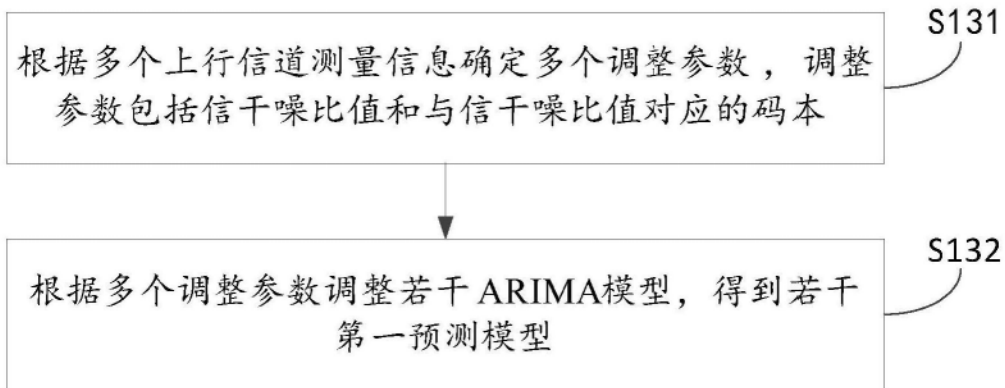 S131
根据多个上行信道测量信息确定多个调整参数，调整
参数包括信干噪比值和与信干噪比值对应的码本
S132
根据多个调整参数调整若干ARIMA模型，得到若干
第一预测模型